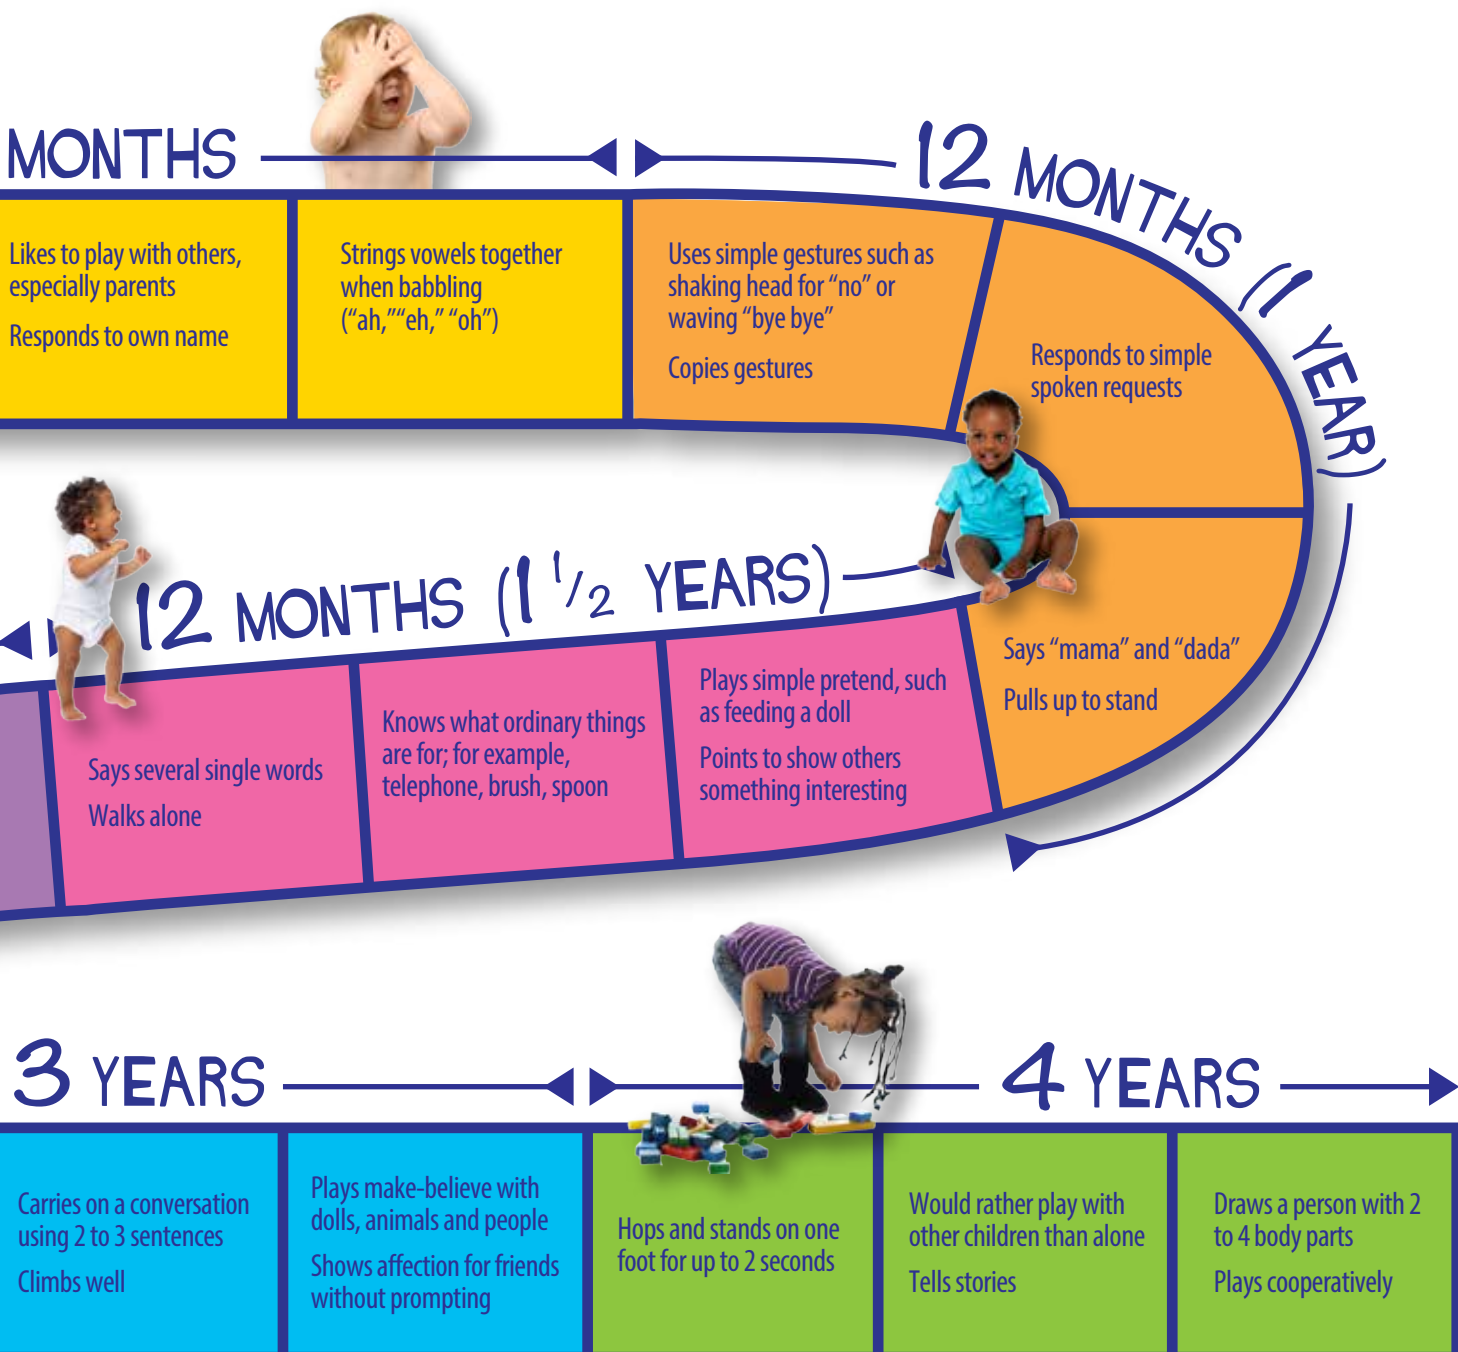 MONTHS
12 MONTHS (1 YEAR)
Likes to play with others,
especially parents
Responds to own name
Strings vowels together
when babbling
(“ah,”“eh,” “oh”)
Uses simple gestures such as
shaking head for “no” or
waving “bye bye”
Copies gestures
Responds to simple
spoken requests
Says “mama” and “dada”
Pulls up to stand
12 MONTHS (1 1/2 YEARS)
Plays simple pretend, such
as feeding a doll
Points to show others
something interesting
Knows what ordinary things
are for; for example,
telephone, brush, spoon
Says several single words
Walks alone
3 YEARS
4 YEARS
Carries on a conversation
using 2 to 3 sentences
Climbs well
Plays make-believe with
dolls, animals and people
Shows affection for friends
without prompting
Hops and stands on one
foot for up to 2 seconds
Would rather play with
other children than alone
Tells stories
Draws a person with 2
to 4 body parts
Plays cooperatively